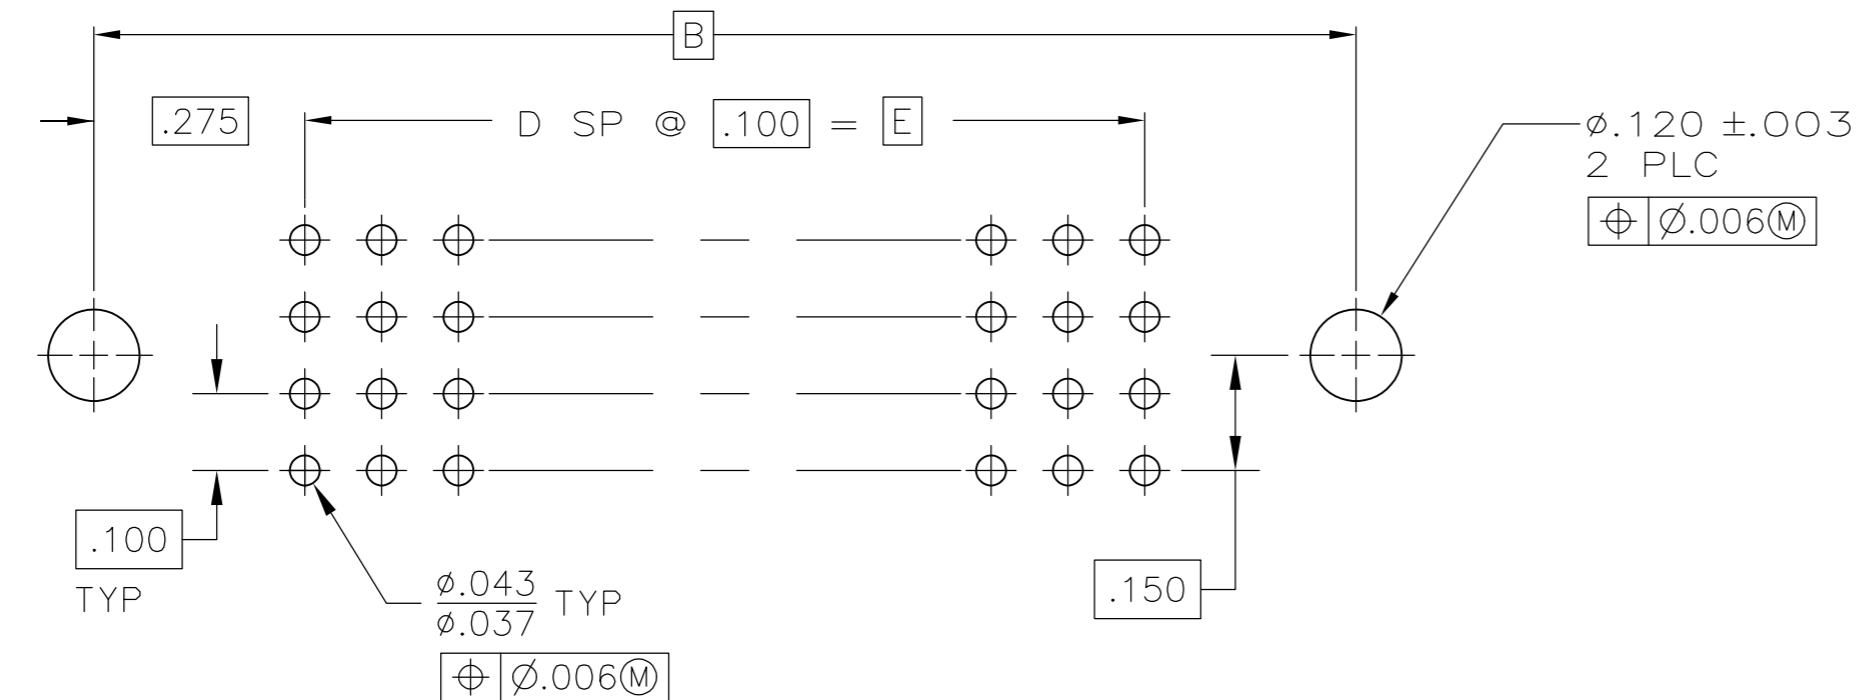 B
.275
D SP @ .100 = E
⌀.120 ±.003
2 PLC
⌖ ⌀.006Ⓜ
.100
TYP
⌀.043
⌀.037
TYP
⌖ ⌀.006Ⓜ
.150